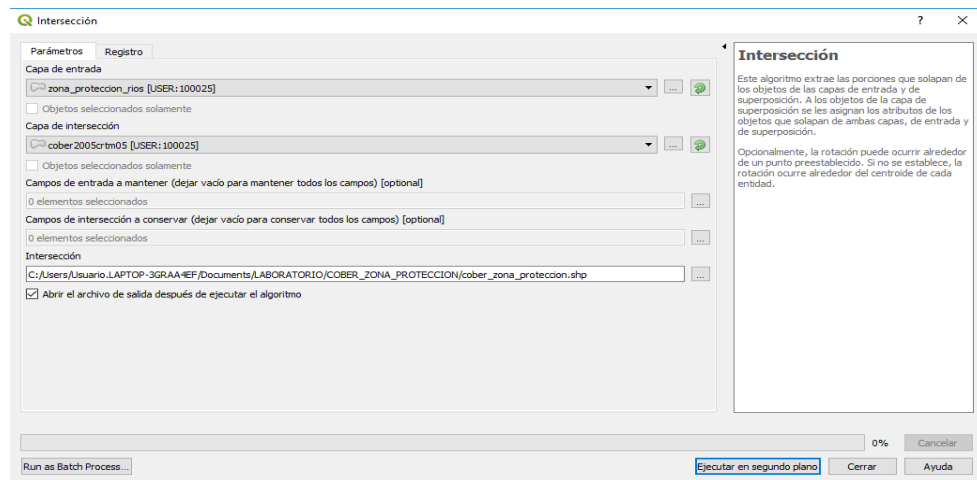 Intersección
? ×
Parámetros Registro
Capa de entrada
zona_proteccion_rios [USER:100025]
...
Objetos seleccionados solamente
Capa de intersección
cober2005crtm05 [USER:100025]
...
Objetos seleccionados solamente
Campos de entrada a mantener (dejar vacío para mantener todos los campos) [optional]
0 elementos seleccionados
...
Campos de intersección a conservar (dejar vacío para conservar todos los campos) [optional]
0 elementos seleccionados
...
Intersección
C:/Users/Usuario.LAPTOP-3GRAA4EF/Documents/LABORATORIO/COBER_ZONA_PROTECCION/cober_zona_proteccion.shp
...
Abrir el archivo de salida después de ejecutar el algoritmo
Intersección
Este algoritmo extrae las porciones que solapan de
los objetos de las capas de entrada y de
superposición. A los objetos de la capa de
superposición se les asignan los atributos de los
objetos que solapan de ambas capas, de entrada y
de superposición.
Opcionalmente, la rotación puede ocurrir alrededor
de un punto preestablecido. Si no se establece, la
rotación ocurre alrededor del centroide de cada
entidad.
0% Cancelar
Run as Batch Process... Ejecutar en segundo plano Cerrar Ayuda